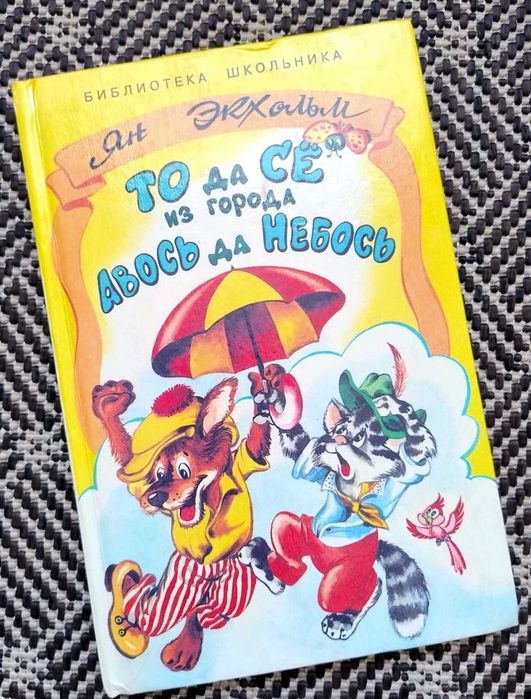 БИБЛИОТЕКА ШКОЛЬНИКА
ЯН ЭКХОЛЬМ
ТО ДА СЁ
ИЗ ГОРОДА
АВОСЬ ДА НЕБОСЬ